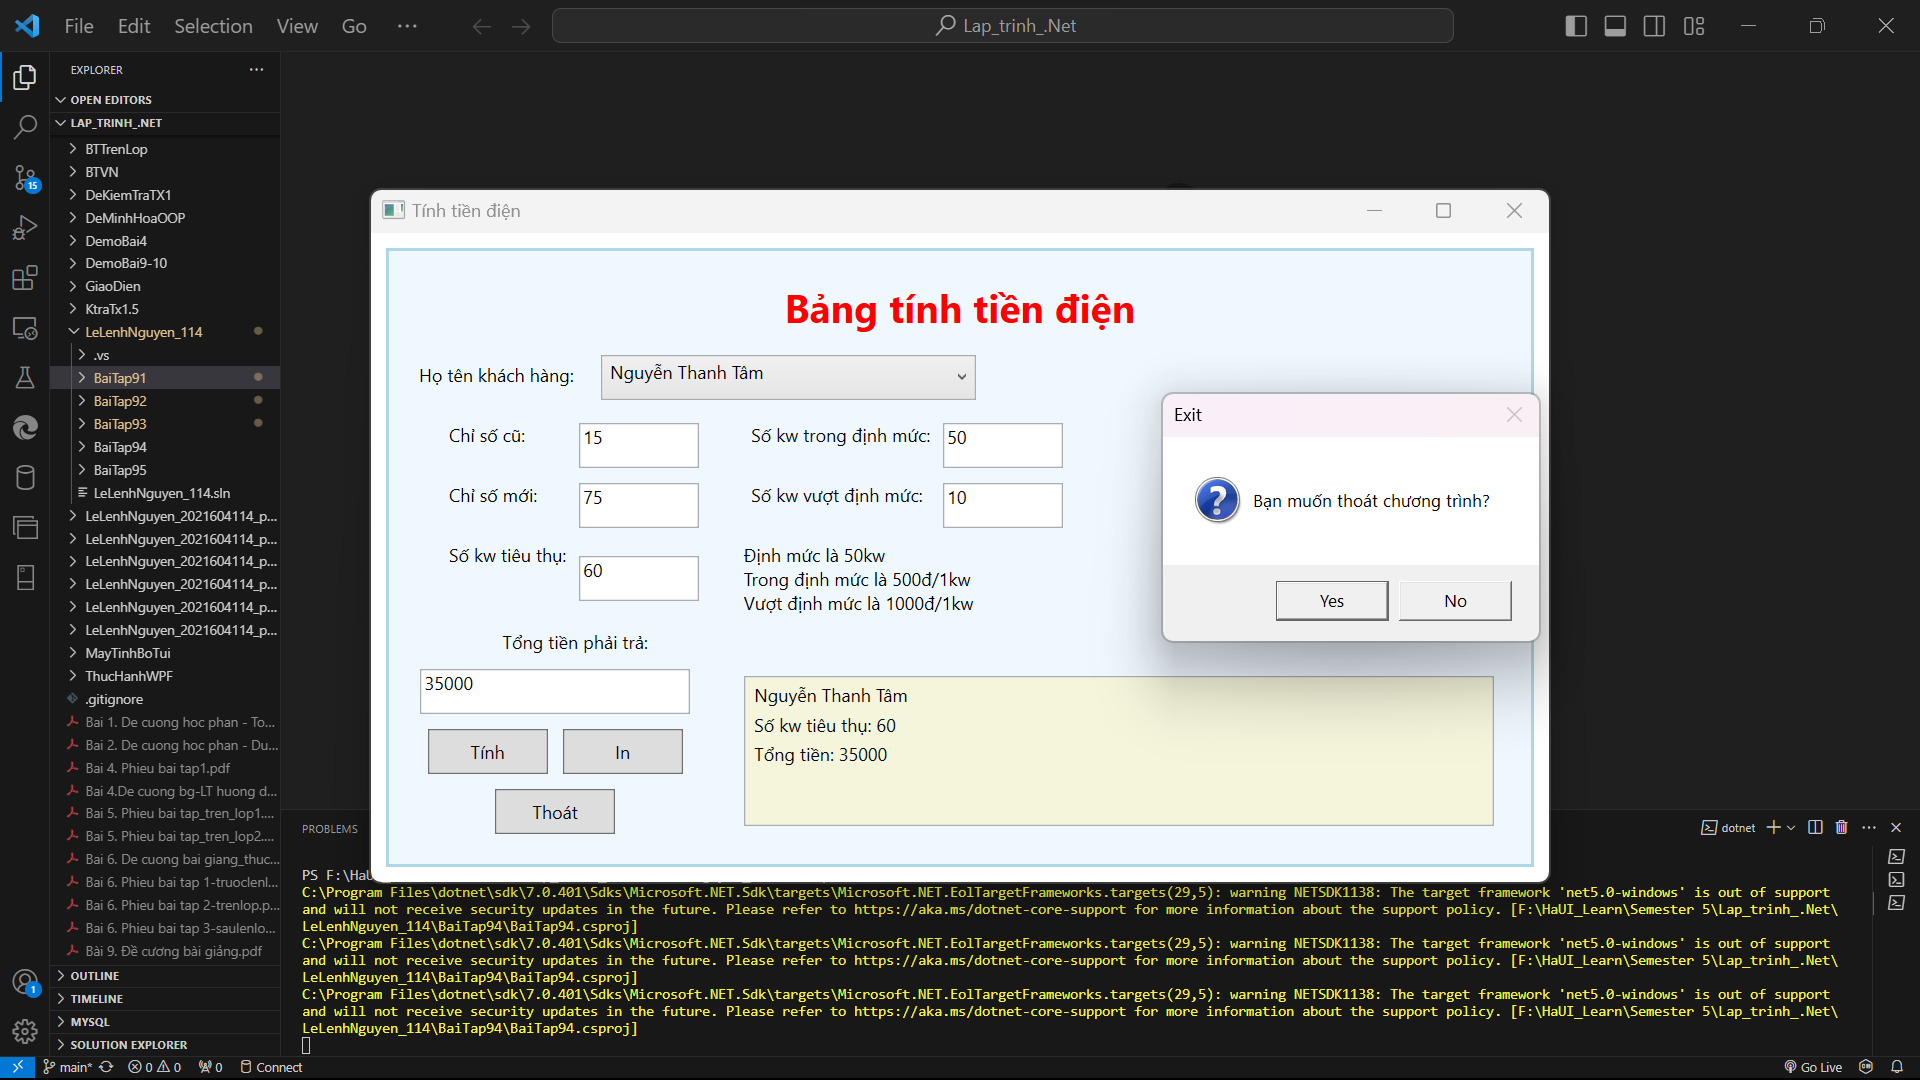 File Edit Selection View Go ···
Lap_trinh_.Net
EXPLORER
OPEN EDITORS
LAP_TRINH_.NET
BTTrenLop
BTVN
DeKiemTraTX1
DeMinhHoaOOP
DemoBai4
DemoBai9-10
GiaoDien
KtraTx1.5
LeLenhNguyen_114
.vs
BaiTap91
BaiTap92
BaiTap93
BaiTap94
BaiTap95
LeLenhNguyen_114.sln
LeLenhNguyen_2021604114_p...
LeLenhNguyen_2021604114_p...
LeLenhNguyen_2021604114_p...
LeLenhNguyen_2021604114_p...
LeLenhNguyen_2021604114_p...
LeLenhNguyen_2021604114_p...
MayTinhBoTui
ThucHanhWPF
.gitignore
Bai 1. De cuong hoc phan - To...
Bai 2. De cuong hoc phan - Du...
Bai 4. Phieu bai tap1.pdf
Bai 4.De cuong bg-LT huong d...
Bai 5. Phieu bai tap_tren_lop1....
Bai 5. Phieu bai tap_tren_lop2....
Bai 6. De cuong bai giang_thuc...
Bai 6. Phieu bai tap 1-truoclenl...
Bai 6. Phieu bai tap 2-trenlop.p...
Bai 6. Phieu bai tap 3-saulenlo...
Bài 9. Đề cương bài giảng.pdf
OUTLINE
TIMELINE
MYSQL
SOLUTION EXPLORER
15
1
Tính tiền điện
Bảng tính tiền điện
Họ tên khách hàng: Nguyễn Thanh Tâm
Chỉ số cũ: 15 Số kw trong định mức: 50
Chỉ số mới: 75 Số kw vượt định mức: 10
Số kw tiêu thụ: 60
Định mức là 50kw
Trong định mức là 500đ/1kw
Vượt định mức là 1000đ/1kw
Tổng tiền phải trả:
35000
Tính In
Thoát
Nguyễn Thanh Tâm
Số kw tiêu thụ: 60
Tổng tiền: 35000
Exit
Bạn muốn thoát chương trình?
Yes No
PROBLEMS
dotnet
PS F:\HaU
C:\Program Files\dotnet\sdk\7.0.401\Sdks\Microsoft.NET.Sdk\targets\Microsoft.NET.EolTargetFrameworks.targets(29,5): warning NETSDK1138: The target framework 'net5.0-windows' is out of support
and will not receive security updates in the future. Please refer to https://aka.ms/dotnet-core-support for more information about the support policy. [F:\HaUI_Learn\Semester 5\Lap_trinh_.Net\
LeLenhNguyen_114\BaiTap94\BaiTap94.csproj]
C:\Program Files\dotnet\sdk\7.0.401\Sdks\Microsoft.NET.Sdk\targets\Microsoft.NET.EolTargetFrameworks.targets(29,5): warning NETSDK1138: The target framework 'net5.0-windows' is out of support
and will not receive security updates in the future. Please refer to https://aka.ms/dotnet-core-support for more information about the support policy. [F:\HaUI_Learn\Semester 5\Lap_trinh_.Net\
LeLenhNguyen_114\BaiTap94\BaiTap94.csproj]
C:\Program Files\dotnet\sdk\7.0.401\Sdks\Microsoft.NET.Sdk\targets\Microsoft.NET.EolTargetFrameworks.targets(29,5): warning NETSDK1138: The target framework 'net5.0-windows' is out of support
and will not receive security updates in the future. Please refer to https://aka.ms/dotnet-core-support for more information about the support policy. [F:\HaUI_Learn\Semester 5\Lap_trinh_.Net\
LeLenhNguyen_114\BaiTap94\BaiTap94.csproj]
main* 0 0 0 Connect Go Live